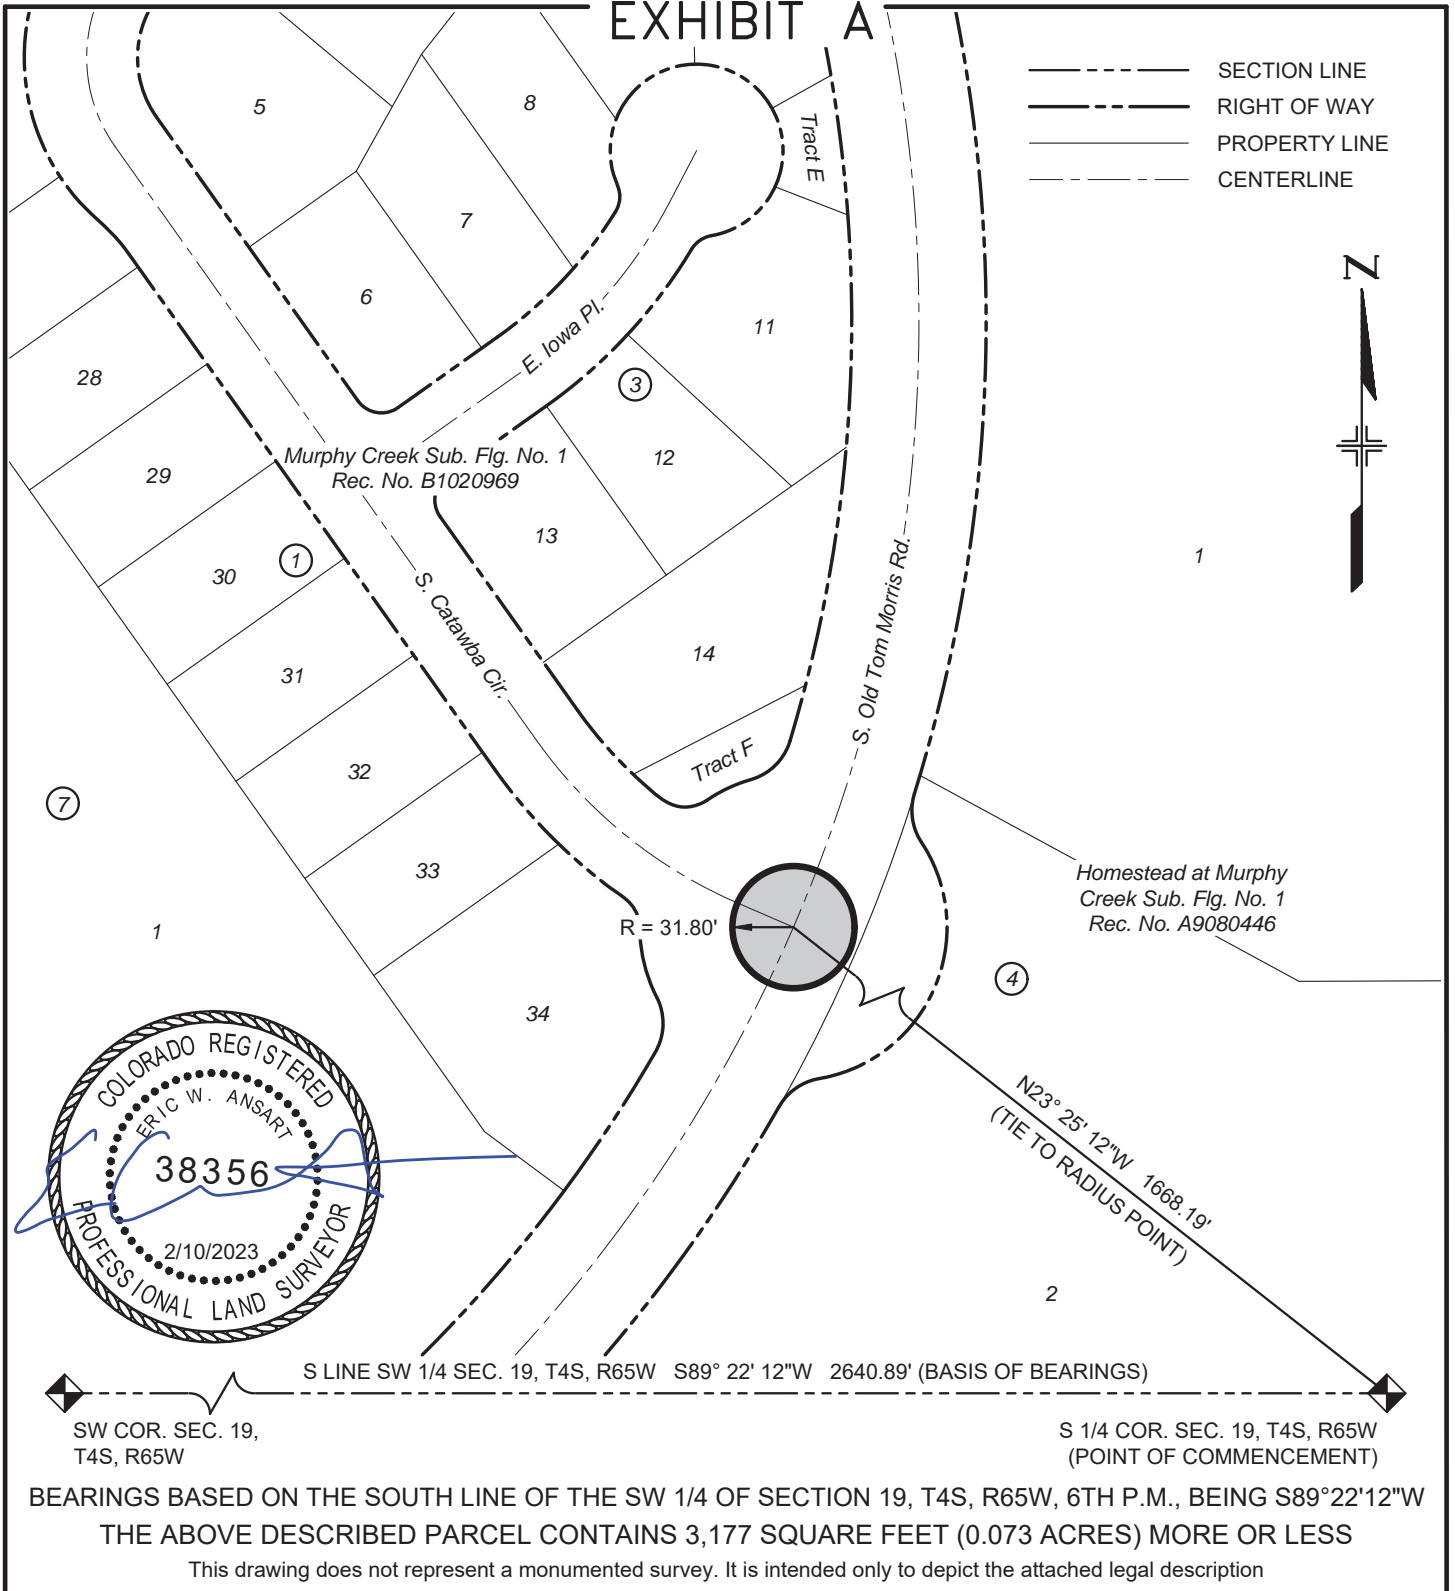 EXHIBIT A
SECTION LINE
RIGHT OF WAY
PROPERTY LINE
CENTERLINE
N
5
8
Tract E
7
6
11
E. Iowa Pl.
28
3
Murphy Creek Sub. Flg. No. 1
Rec. No. B1020969
12
29
13
30
1
1
S. Catawba Cir.
S. Old Tom Morris Rd.
14
31
Tract F
32
7
33
Homestead at Murphy
Creek Sub. Flg. No. 1
Rec. No. A9080446
1
R = 31.80'
4
34
COLORADO REGISTERED
ERIC W. ANSART
38356
2/10/2023
PROFESSIONAL LAND SURVEYOR
N23° 25' 12"W 1668.19'
(TIE TO RADIUS POINT)
2
S LINE SW 1/4 SEC. 19, T4S, R65W S89° 22' 12"W 2640.89' (BASIS OF BEARINGS)
SW COR. SEC. 19,
T4S, R65W
S 1/4 COR. SEC. 19, T4S, R65W
(POINT OF COMMENCEMENT)
BEARINGS BASED ON THE SOUTH LINE OF THE SW 1/4 OF SECTION 19, T4S, R65W, 6TH P.M., BEING S89°22'12"W
THE ABOVE DESCRIBED PARCEL CONTAINS 3,177 SQUARE FEET (0.073 ACRES) MORE OR LESS
This drawing does not represent a monumented survey. It is intended only to depict the attached legal description